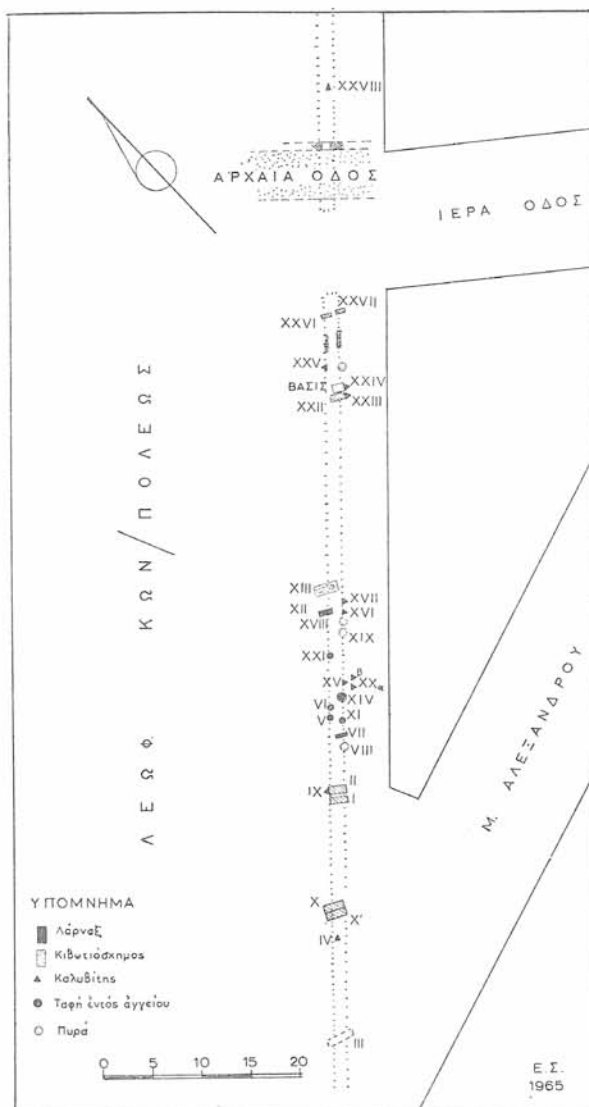 XXVIII
ΑΡΧΑΙΑ ΟΔΟΣ
ΙΕΡΑ ΟΔΟΣ
XXVII
XXVI
XXV
ΒΑΣΙΣ
XXIV
XXII
XXIII
ΛΕΩΦ. ΚΩΝ/ΠΟΛΕΩΣ
XIII
XVII
XII
XVI
XVIII
XIX
XXI
β
XV
XX
α
XIV
VI
V
XI
VII
VIII
II
IX
I
Μ. ΑΛΕΞΑΝΔΡΟΥ
X
X'
IV
III
ΥΠΟΜΝΗΜΑ
Λάρναξ
Κιβωτιόσχημος
Καλυβίτης
Ταφή ἐντός ἀγγείου
Πυρά
0 5 10 15 20
Ε.Σ.
1965